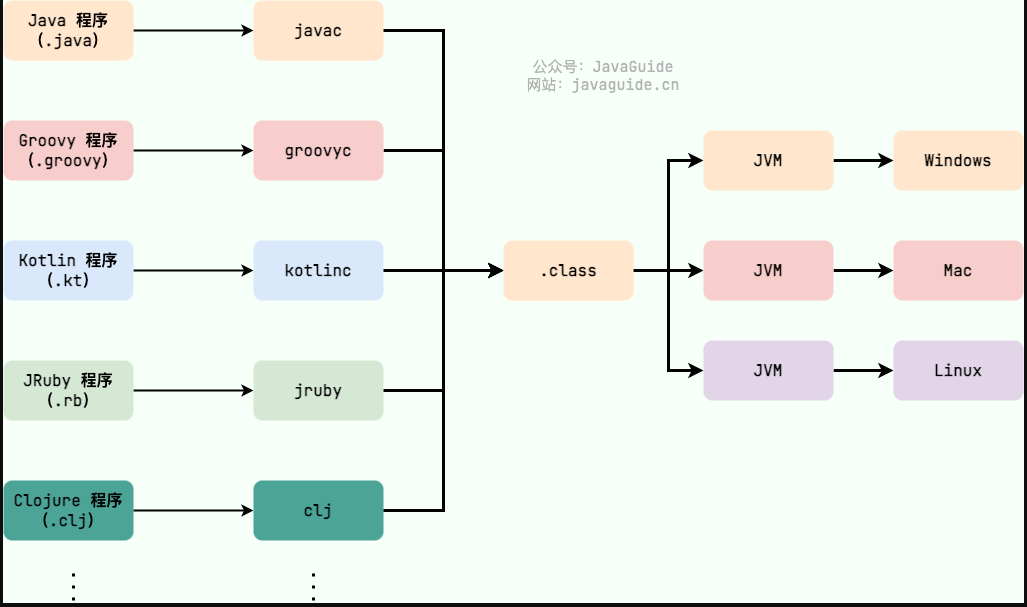 Java 程序
(.java)
javac
公众号：JavaGuide
网站：javaguide.cn
Groovy 程序
(.groovy)
groovyc
JVM
Windows
Kotlin 程序
(.kt)
kotlinc
.class
JVM
Mac
JRuby 程序
(.rb)
jruby
JVM
Linux
Clojure 程序
(.clj)
clj